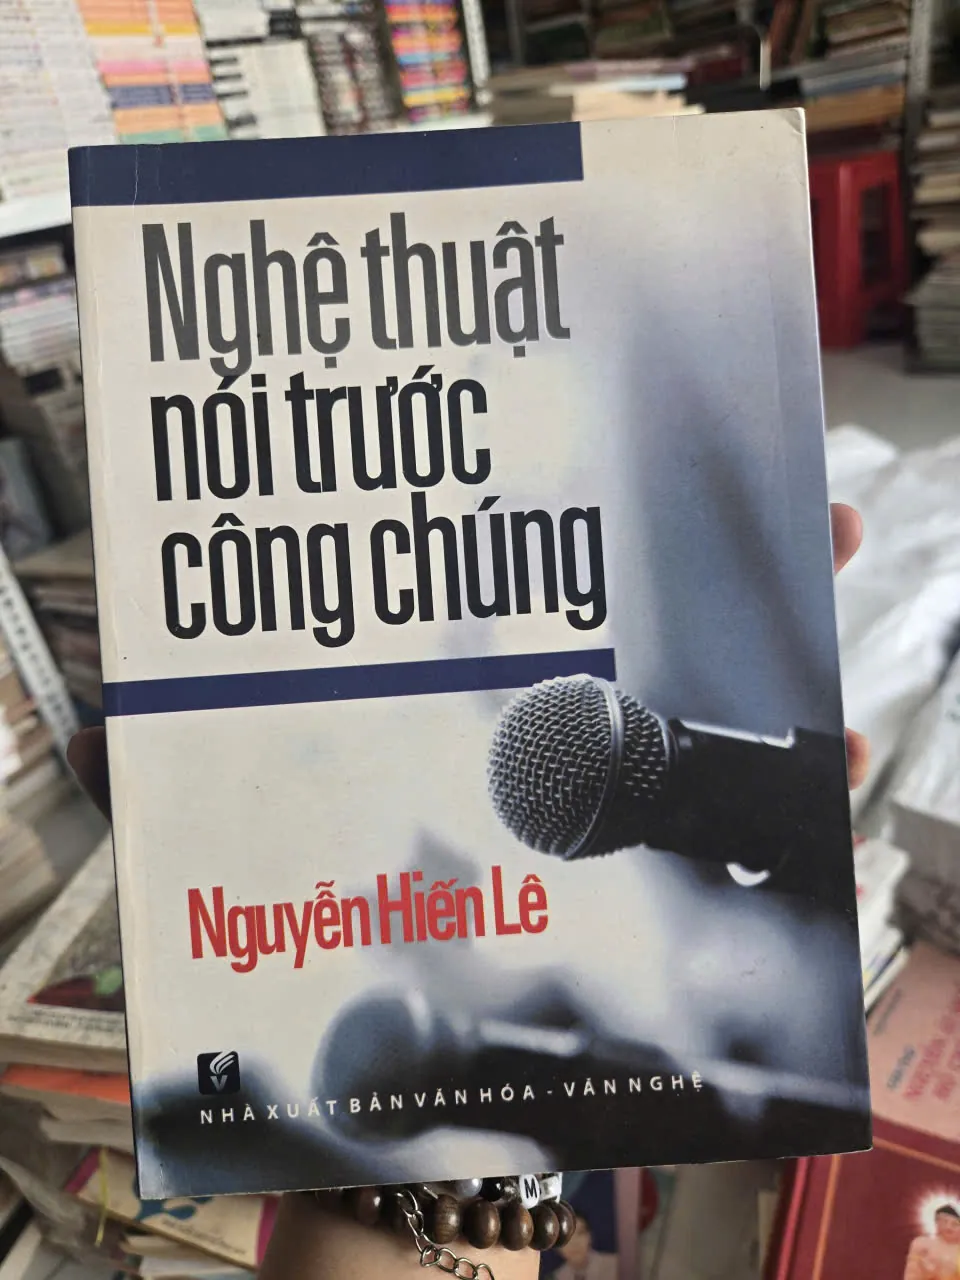 Nghệ thuật
nói trước
công chúng
Nguyễn Hiến Lê
V
NHÀ XUẤT BẢN VĂN HÓA - VĂN NGHỆ
M